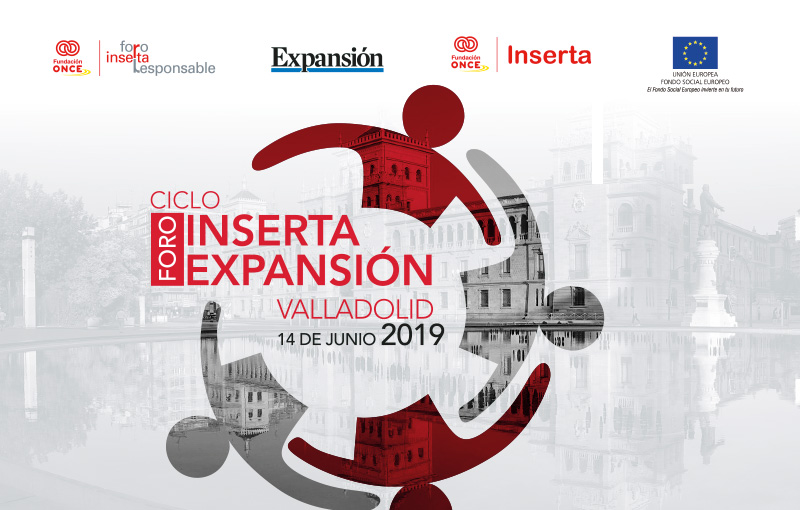 Fundación
ONCE
foro
inserta
responsable
Expansión
Fundación
ONCE
Inserta
UNIÓN EUROPEA
FONDO SOCIAL EUROPEO
El Fondo Social Europeo invierte en tu futuro
CICLO
FORO
INSERTA
EXPANSIÓN
VALLADOLID
14 DE JUNIO 2019